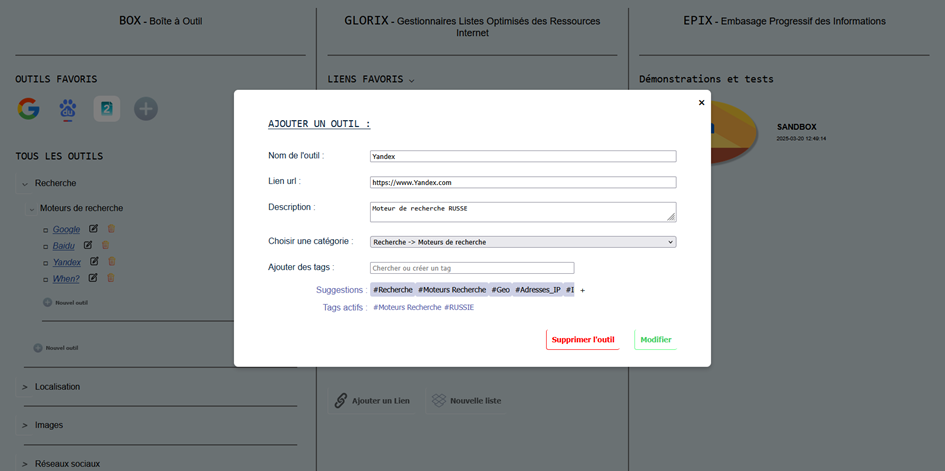 BOX - Boîte à Outil
GLORIX - Gestionnaires Listes Optimisés des Ressources
Internet
EPIX - Embasage Progressif des Informations
OUTILS FAVORIS
2
TOUS LES OUTILS
Recherche
Moteurs de recherche
Google
Baidu
Yandex
When?
Nouvel outil
Nouvel outil
Localisation
Images
Réseaux sociaux
LIENS FAVORIS
Ajouter un Lien
Nouvelle liste
Démonstrations et tests
SANDBOX
2025-03-20 12:49:14
×
AJOUTER UN OUTIL :
Nom de l'outil :
Yandex
Lien url :
https://www.Yandex.com
Description :
Moteur de recherche RUSSE
Choisir une catégorie :
Recherche -> Moteurs de recherche
Ajouter des tags :
Chercher ou créer un tag
Suggestions : #Recherche #Moteurs Recherche #Geo #Adresses_IP +
Tags actifs : #Moteurs Recherche #RUSSIE
Supprimer l'outil
Modifier